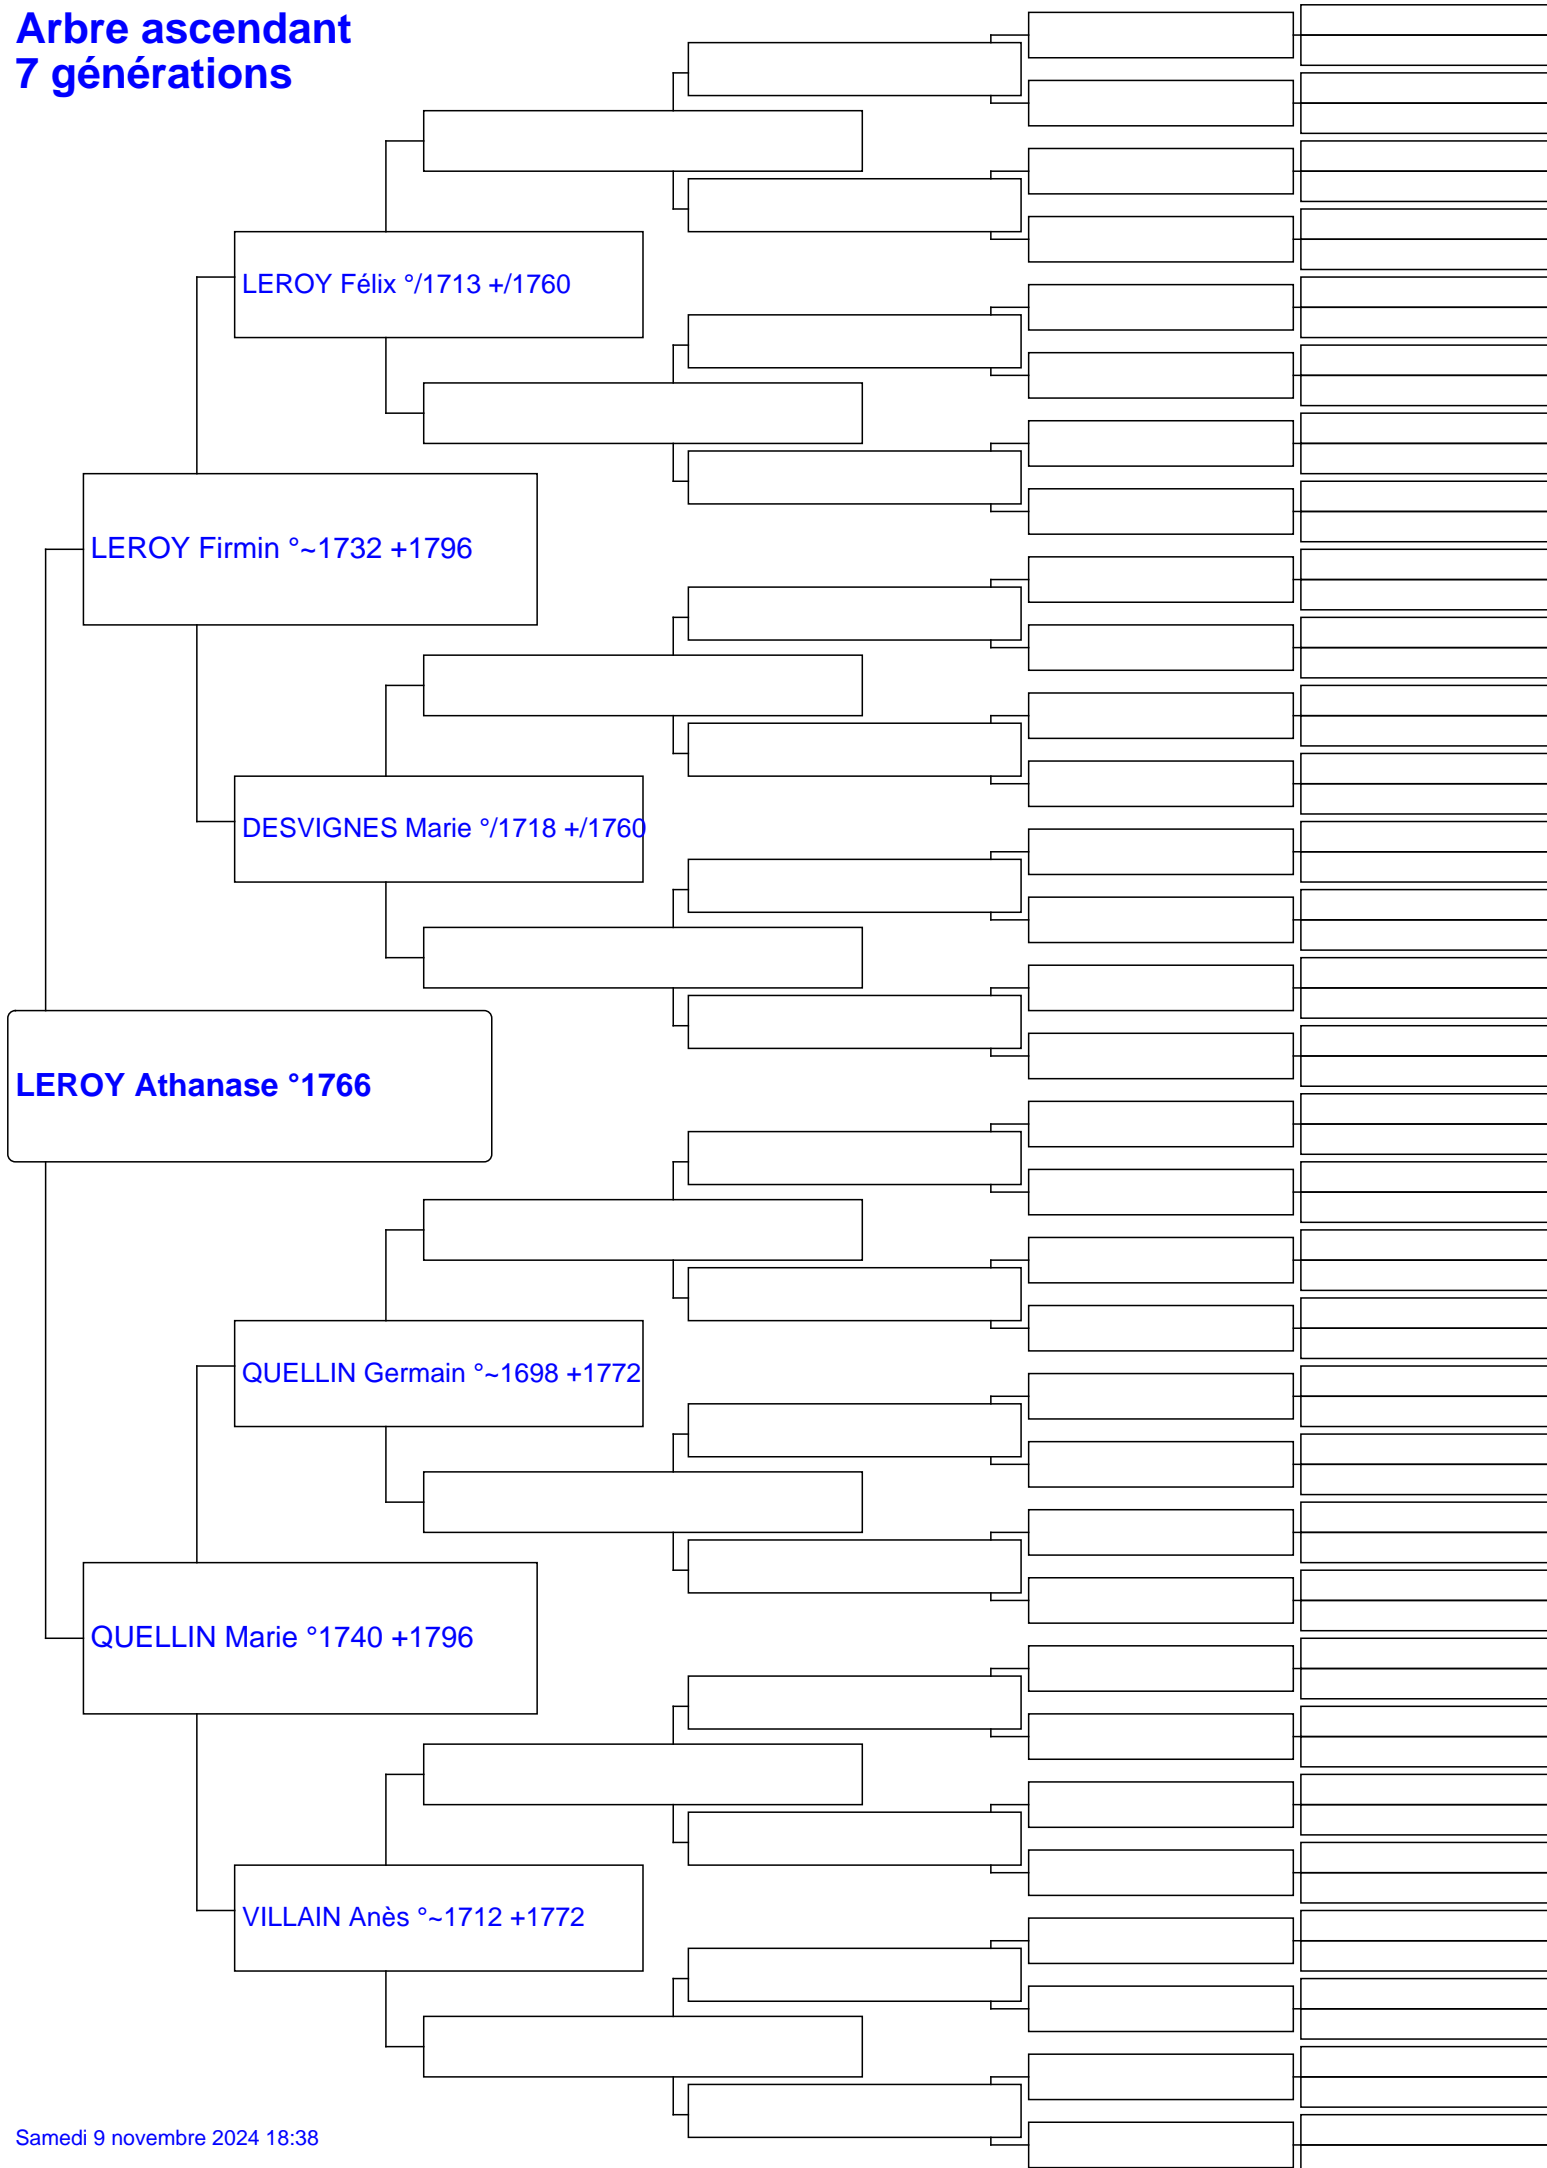 Arbre ascendant
7 générations
LEROY Félix °/1713 +/1760
LEROY Firmin °~1732 +1796
DESVIGNES Marie °/1718 +/1760
LEROY Athanase °1766
QUELLIN Germain °~1698 +1772
QUELLIN Marie °1740 +1796
VILLAIN Anès °~1712 +1772
Samedi 9 novembre 2024 18:38